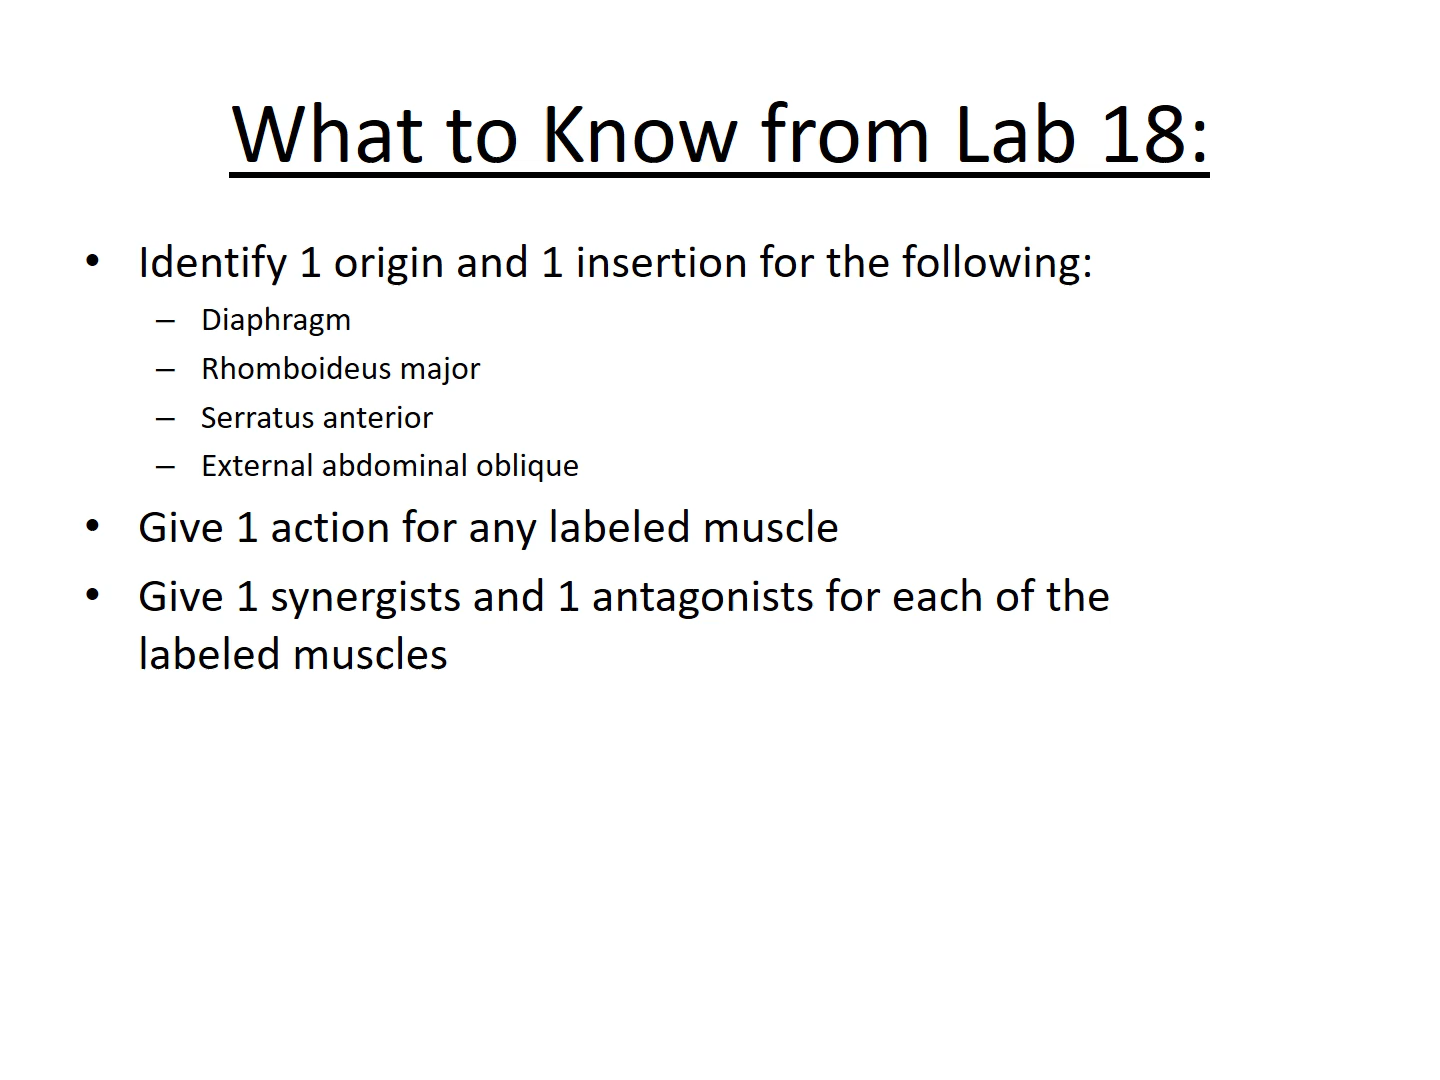 What to Know from Lab 18:
• Identify 1 origin and 1 insertion for the following:
– Diaphragm
– Rhomboideus major
– Serratus anterior
– External abdominal oblique
• Give 1 action for any labeled muscle
• Give 1 synergists and 1 antagonists for each of the
labeled muscles